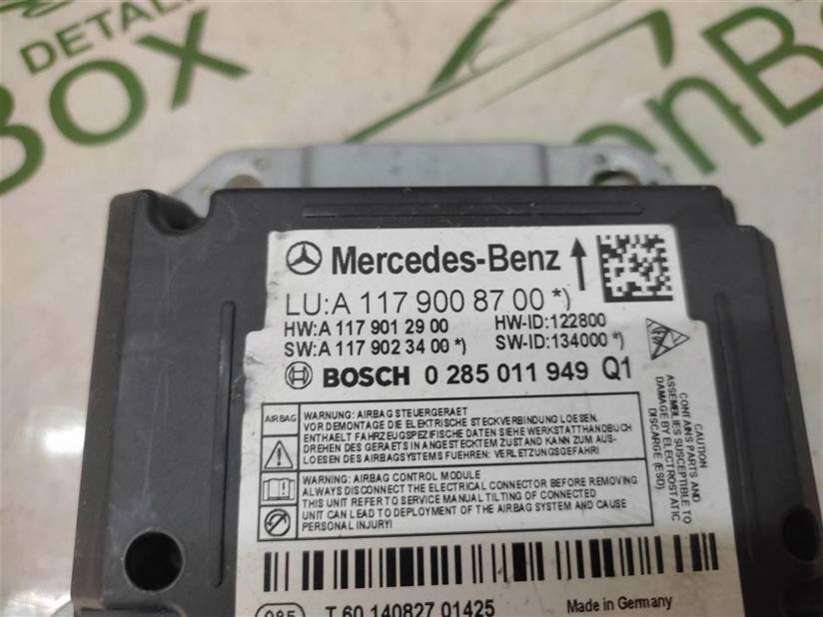 DETALI
BOX
Mercedes-Benz
LU:A 117 900 87 00 *)
HW:A 117 901 29 00 HW-ID:122800
SW:A 117 902 34 00 *) SW-ID:134000 *)
BOSCH 0 285 011 949 Q1
AIRBAG
WARNING: AIRBAG STEUERGERAET
VOR DEMONTAGE DIE ELEKTRISCHE STECKVERBINDUNG LOESEN.
ENTHAELT FAHRZEUGSPEZIFISCHE DATEN SIEHE WERKSTATTHANDBUCH
DREHEN DES GERAETS IN ANGESTECKTEM ZUSTAND KANN ZUM AUS-
LOESEN DES AIRBAGSYSTEMS FUEHREN: VERLETZUNGSGEFAHR!
WARNING: AIRBAG CONTROL MODULE
ALWAYS DISCONNECT THE ELECTRICAL CONNECTOR BEFORE REMOVING
THIS UNIT REFER TO SERVICE MANUAL TILTING OF CONNECTED
UNIT CAN LEAD TO DEPLOYMENT OF THE AIRBAG SYSTEM AND CAUSE
PERSONAL INJURY!
CAUTION
CONTAINS PARTS AND
ASSEMBLIES SUSCEPTIBLE TO
DAMAGE BY ELECTROSTATIC
DISCHARGE (ESD)
085 T 60 140827 01425 Made in Germany